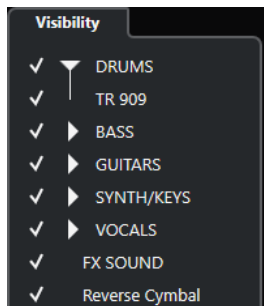 Visibility
DRUMS
TR 909
BASS
GUITARS
SYNTH/KEYS
VOCALS
FX SOUND
Reverse Cymbal